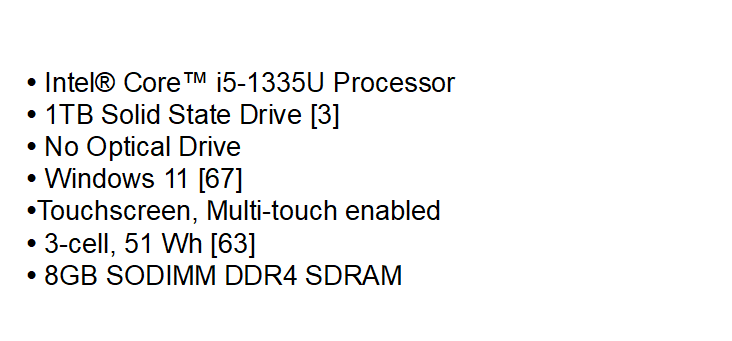 • Intel® Core™ i5-1335U Processor
• 1TB Solid State Drive [3]
• No Optical Drive
• Windows 11 [67]
•Touchscreen, Multi-touch enabled
• 3-cell, 51 Wh [63]
• 8GB SODIMM DDR4 SDRAM